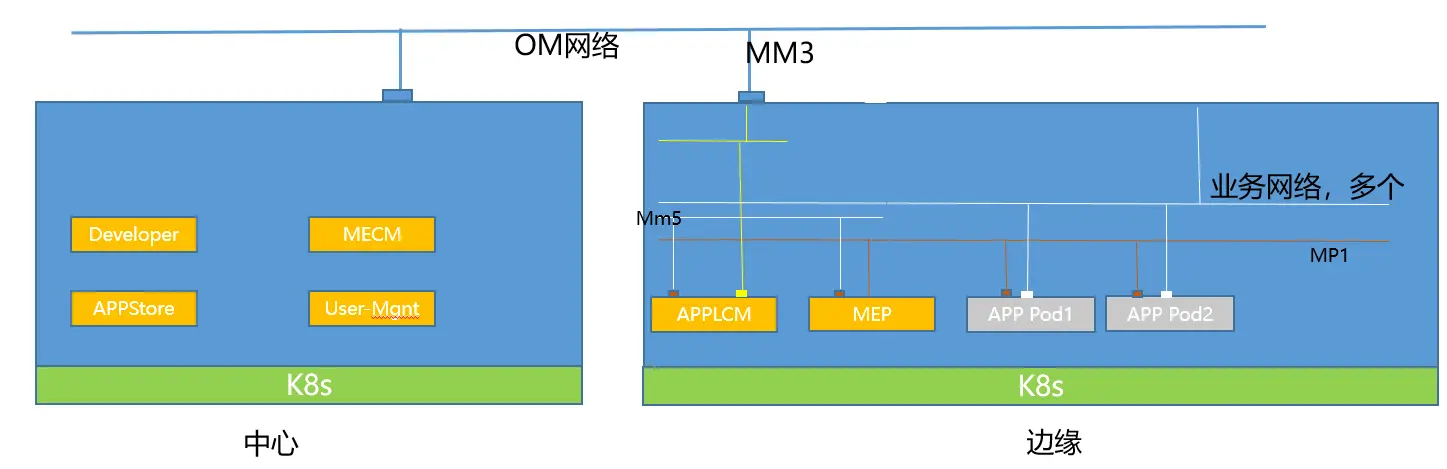 OM网络
MM3
业务网络，多个
Mm5
MP1
Developer
MECM
APPStore
User-Mgnt
APPLCM
MEP
APP Pod1
APP Pod2
K8s
K8s
中心
边缘